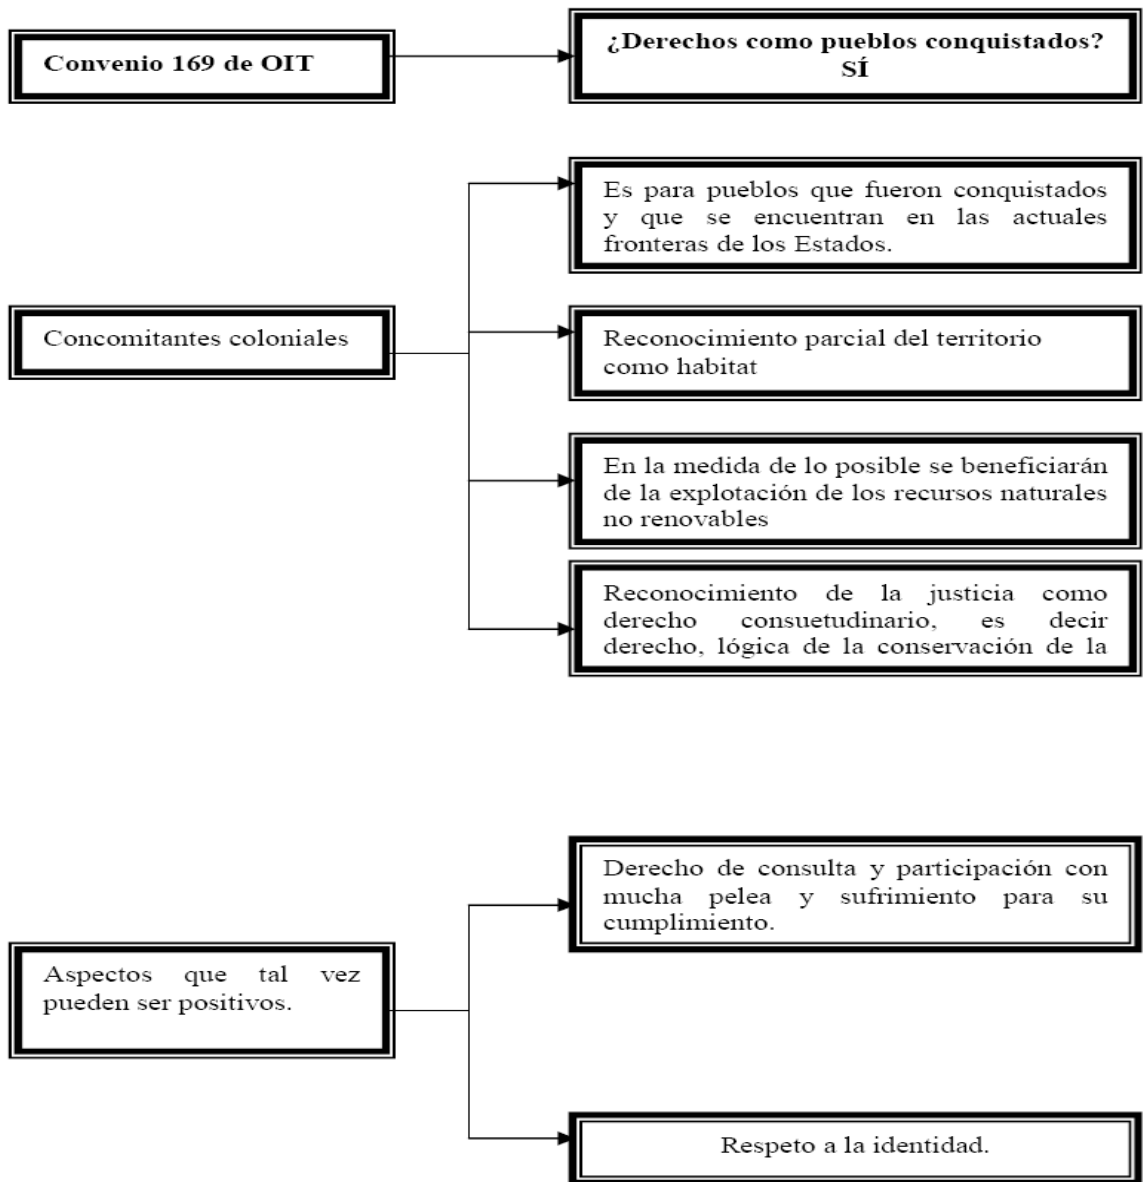 Convenio 169 de OIT
¿Derechos como pueblos conquistados?
SÍ
Concomitantes coloniales
Es para pueblos que fueron conquistados
y que se encuentran en las actuales
fronteras de los Estados.
Reconocimiento parcial del territorio
como habitat
En la medida de lo posible se beneficiarán
de la explotación de los recursos naturales
no renovables
Reconocimiento de la justicia como
derecho consuetudinario, es decir
derecho, lógica de la conservación de la
Aspectos que tal vez
pueden ser positivos.
Derecho de consulta y participación con
mucha pelea y sufrimiento para su
cumplimiento.
Respeto a la identidad.